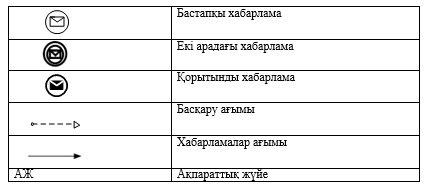 Бастапқы хабарлама
Екі арадағы хабарлама
Қорытынды хабарлама
Басқару ағымы
Хабарламалар ағымы
АЖ Ақпараттық жүйе